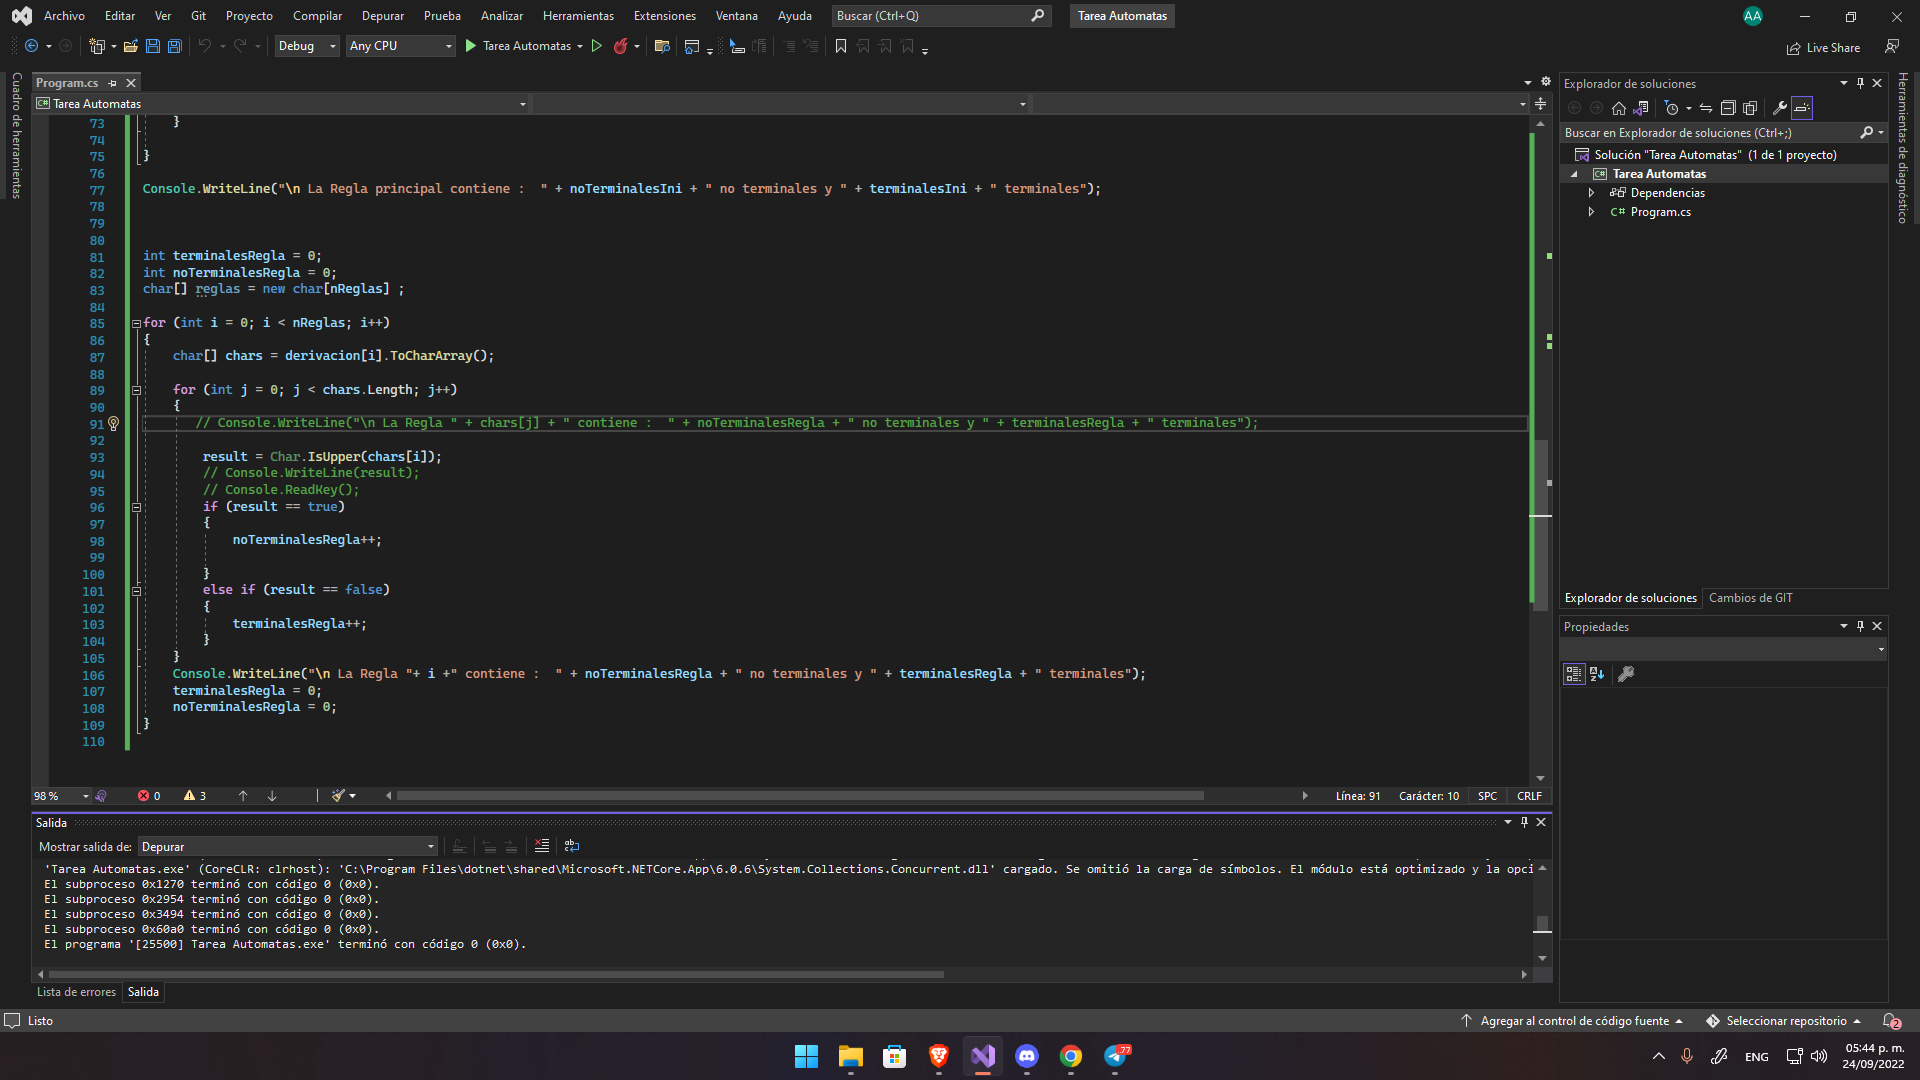 Archivo Editar Ver Git Proyecto Compilar Depurar Prueba Analizar Herramientas Extensiones Ventana Ayuda Buscar (Ctrl+Q) Tarea Automatas AA
Debug Any CPU Tarea Automatas Live Share
Cuadro de herramientas
Program.cs
Tarea Automatas
73 }
74
75 }
76
77 Console.WriteLine("\n La Regla principal contiene :  " + noTerminalesIni + " no terminales y " + terminalesIni + " terminales");
78
79
80
81 int terminalesRegla = 0;
82 int noTerminalesRegla = 0;
83 char[] reglas = new char[nReglas] ;
84
85 for (int i = 0; i < nReglas; i++)
86 {
87 char[] chars = derivacion[i].ToCharArray();
88
89 for (int j = 0; j < chars.Length; j++)
90 {
91 // Console.WriteLine("\n La Regla " + chars[j] + " contiene :  " + noTerminalesRegla + " no terminales y " + terminalesRegla + " terminales");
92
93 result = Char.IsUpper(chars[i]);
94 // Console.WriteLine(result);
95 // Console.ReadKey();
96 if (result == true)
97 {
98 noTerminalesRegla++;
99
100 }
101 else if (result == false)
102 {
103 terminalesRegla++;
104 }
105 }
106 Console.WriteLine("\n La Regla "+ i +" contiene :  " + noTerminalesRegla + " no terminales y " + terminalesRegla + " terminales");
107 terminalesRegla = 0;
108 noTerminalesRegla = 0;
109 }
110
98 % 0 3 Línea: 91 Carácter: 10 SPC CRLF
Salida
Mostrar salida de: Depurar
'Tarea Automatas.exe' (CoreCLR: clrhost): 'C:\Program Files\dotnet\shared\Microsoft.NETCore.App\6.0.6\System.Collections.Concurrent.dll' cargado. Se omitió la carga de símbolos. El módulo está optimizado y la opci
El subproceso 0x1270 terminó con código 0 (0x0).
El subproceso 0x2954 terminó con código 0 (0x0).
El subproceso 0x3494 terminó con código 0 (0x0).
El subproceso 0x60a0 terminó con código 0 (0x0).
El programa '[25500] Tarea Automatas.exe' terminó con código 0 (0x0).
Lista de errores Salida
Explorador de soluciones
Buscar en Explorador de soluciones (Ctrl+;)
Solución "Tarea Automatas" (1 de 1 proyecto)
C# Tarea Automatas
Dependencias
C# Program.cs
Explorador de soluciones Cambios de GIT
Propiedades
Herramientas de diagnóstico
Listo Agregar al control de código fuente Seleccionar repositorio 2
77 ENG 05:44 p. m.
24/09/2022